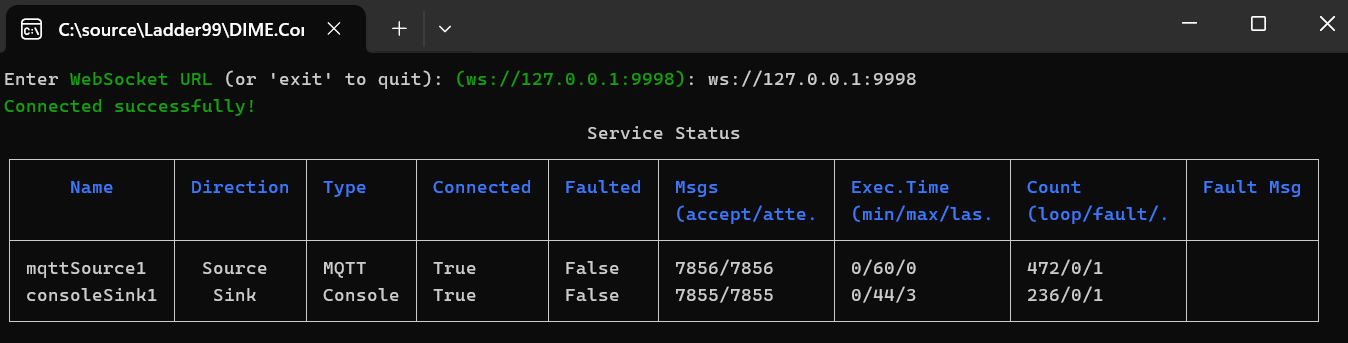 C:\source\Ladder99\DIME.Cor
Enter WebSocket URL (or 'exit' to quit): (ws://127.0.0.1:9998): ws://127.0.0.1:9998
Connected successfully!
Service Status
Name Direction Type Connected Faulted Msgs Exec.Time Count Fault Msg
(accept/atte. (min/max/las. (loop/fault/.
mqttSource1 Source MQTT True False 7856/7856 0/60/0 472/0/1
consoleSink1 Sink Console True False 7855/7855 0/44/3 236/0/1